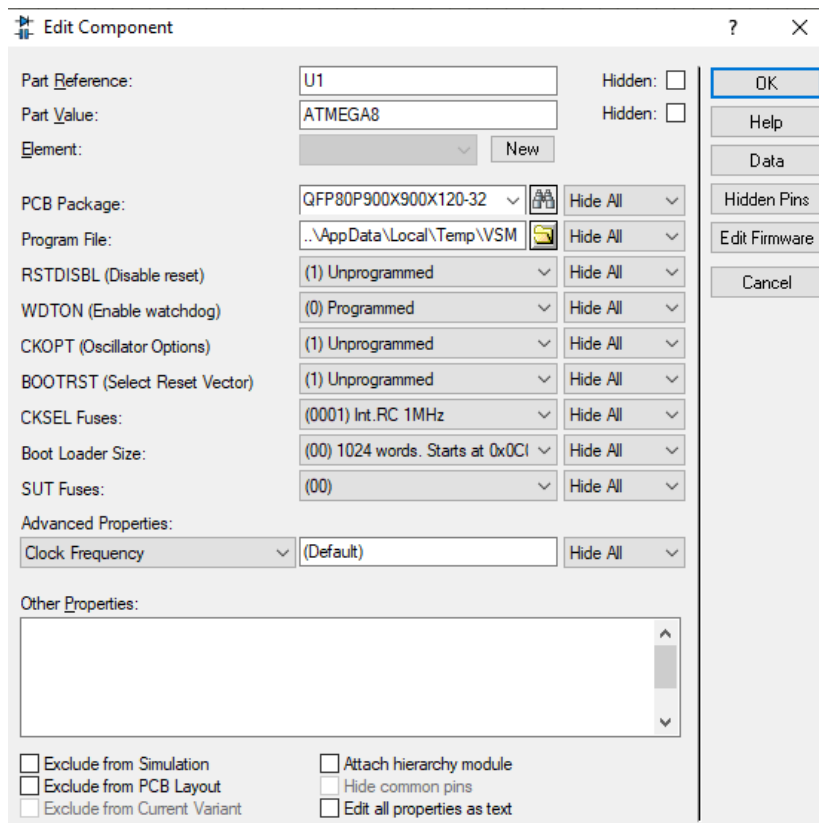 Edit Component ? ×
Part Reference: U1 Hidden:
Part Value: ATMEGA8 Hidden:
Element: New
PCB Package: QFP80P900X900X120-32 Hide All
Program File: ..\AppData\Local\Temp\VSM Hide All
RSTDISBL (Disable reset) (1) Unprogrammed Hide All
WDTON (Enable watchdog) (0) Programmed Hide All
CKOPT (Oscillator Options) (1) Unprogrammed Hide All
BOOTRST (Select Reset Vector) (1) Unprogrammed Hide All
CKSEL Fuses: (0001) Int.RC 1MHz Hide All
Boot Loader Size: (00) 1024 words. Starts at 0x0C( Hide All
SUT Fuses: (00) Hide All
Advanced Properties:
Clock Frequency (Default) Hide All
Other Properties:
Exclude from Simulation Attach hierarchy module
Exclude from PCB Layout Hide common pins
Exclude from Current Variant Edit all properties as text
OK
Help
Data
Hidden Pins
Edit Firmware
Cancel